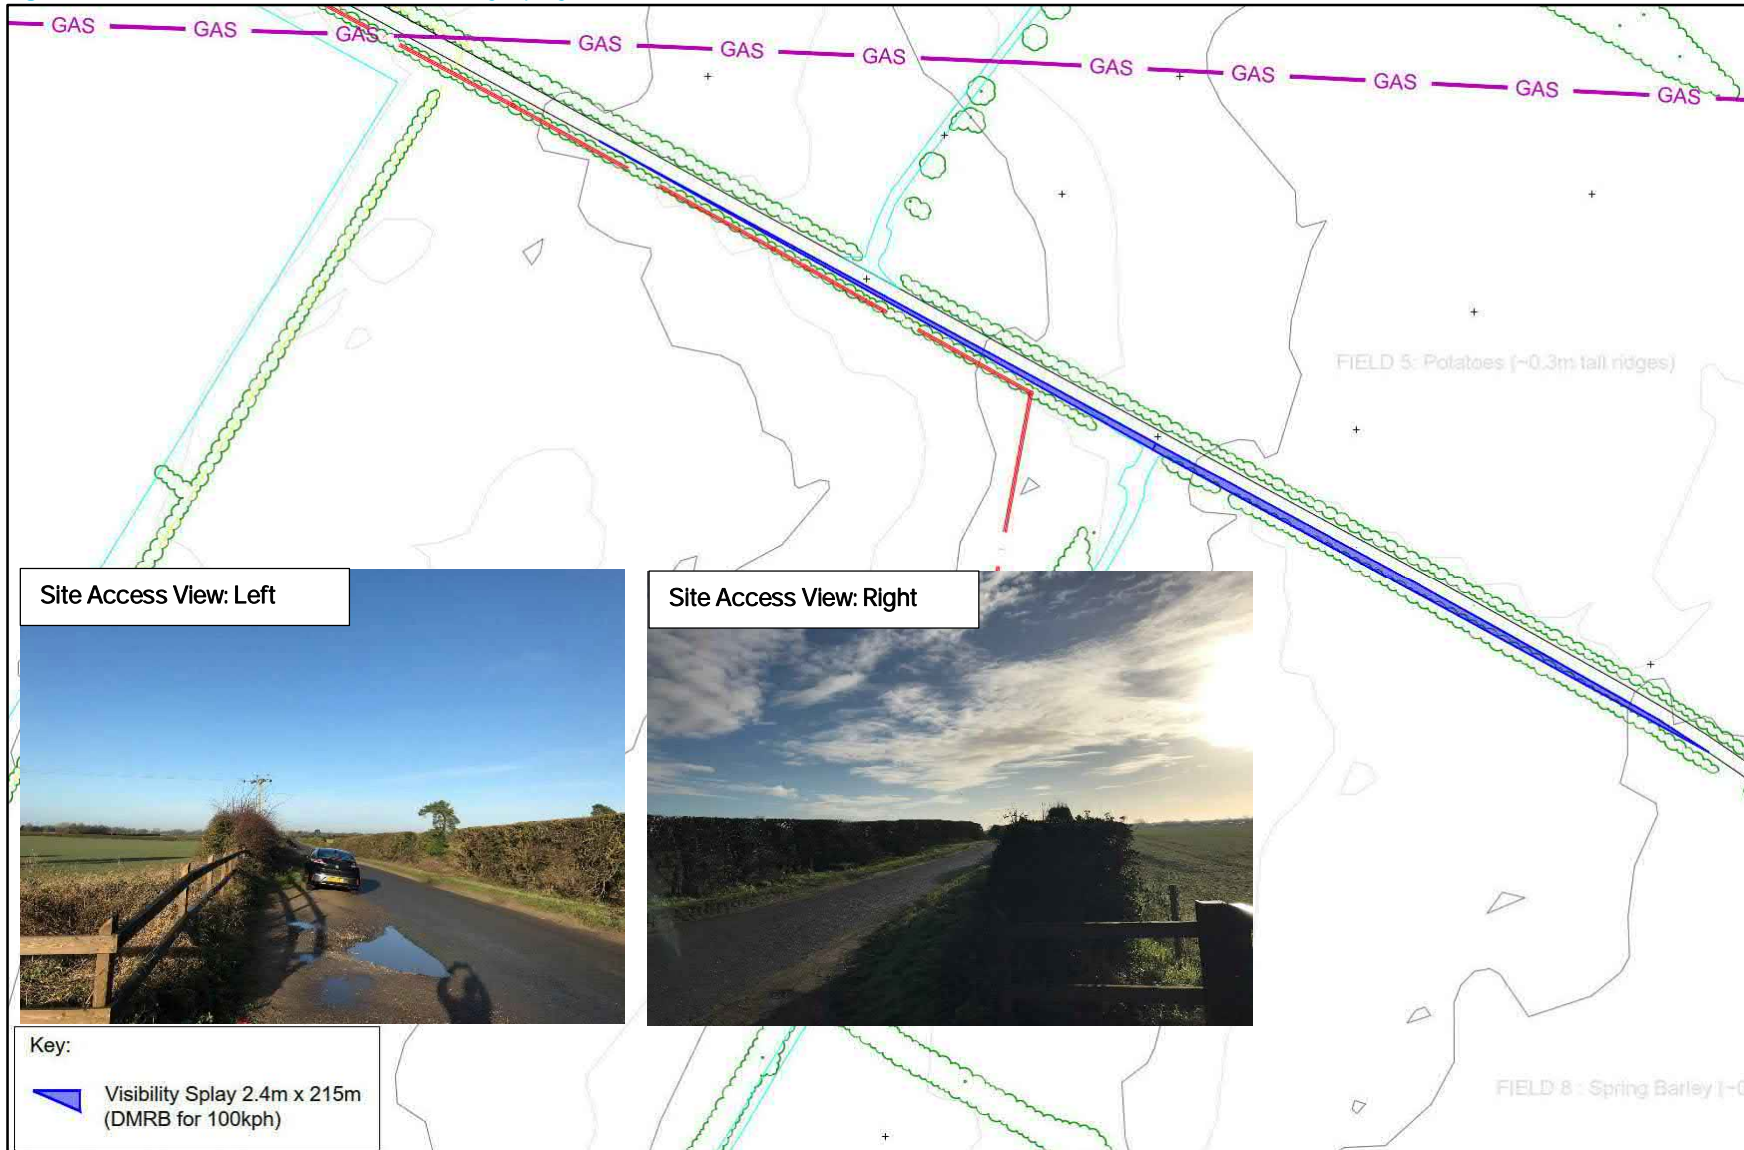 GAS GAS GAS GAS GAS GAS GAS GAS GAS GAS GAS
FIELD 5: Potatoes (~0.3m tall ridges)
Site Access View: Left
Site Access View: Right
Key:
Visibility Splay 2.4m x 215m
(DMRB for 100kph)
FIELD 8 : Spring Barley (~0